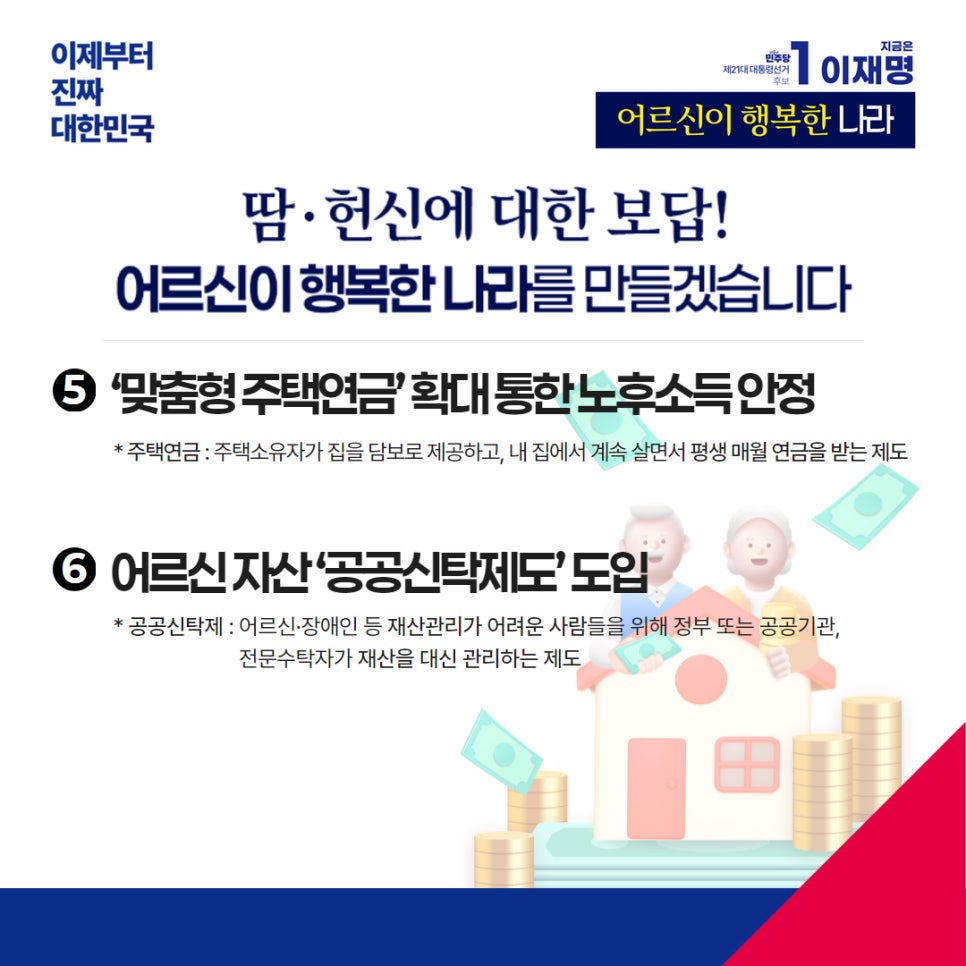 이제부터
진짜
대한민국
지금은
민주당
제21대 대통령선거
후보
1 이재명
어르신이 행복한 나라
땀·헌신에 대한 보답!
어르신이 행복한 나라를 만들겠습니다
5 ‘맞춤형 주택연금’ 확대 통한 노후소득 안정
* 주택연금 : 주택소유자가 집을 담보로 제공하고, 내 집에서 계속 살면서 평생 매월 연금을 받는 제도
6 어르신 자산 ‘공공신탁제도’ 도입
* 공공신탁제 : 어르신·장애인 등 재산관리가 어려운 사람들을 위해 정부 또는 공공기관,
전문수탁자가 재산을 대신 관리하는 제도